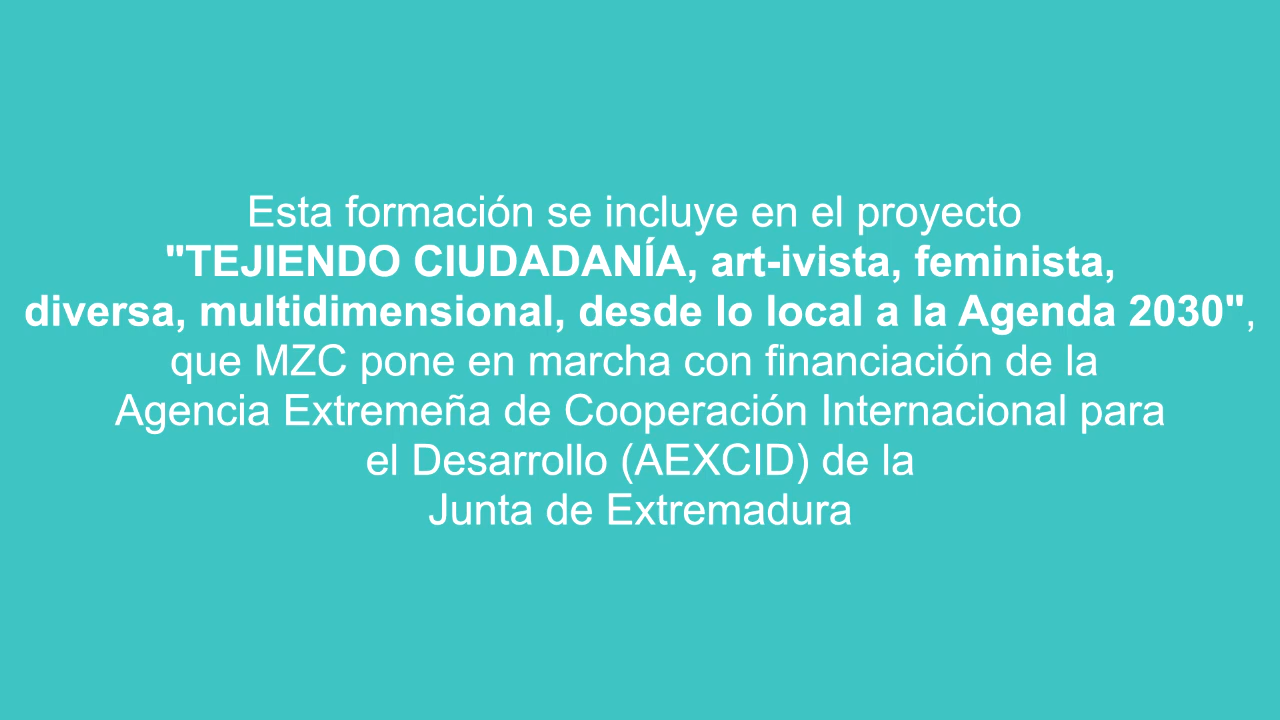 Esta formación se incluye en el proyecto
"TEJIENDO CIUDADANÍA, art-ivista, feminista,
diversa, multidimensional, desde lo local a la Agenda 2030",
que MZC pone en marcha con financiación de la
Agencia Extremeña de Cooperación Internacional para
el Desarrollo (AEXCID) de la
Junta de Extremadura